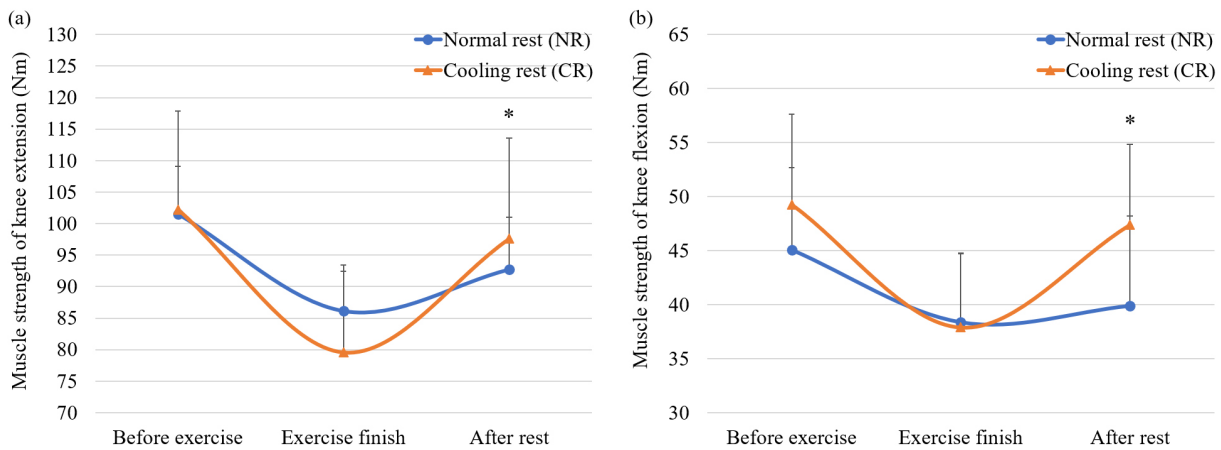 (a)
Muscle strength of knee extension (Nm)
130
125
120
115
110
105
100
95
90
85
80
75
70
Normal rest (NR)
Cooling rest (CR)
*
Before exercise
Exercise finish
After rest
(b)
Muscle strength of knee flexion (Nm)
65
60
55
50
45
40
35
30
Normal rest (NR)
Cooling rest (CR)
*
Before exercise
Exercise finish
After rest